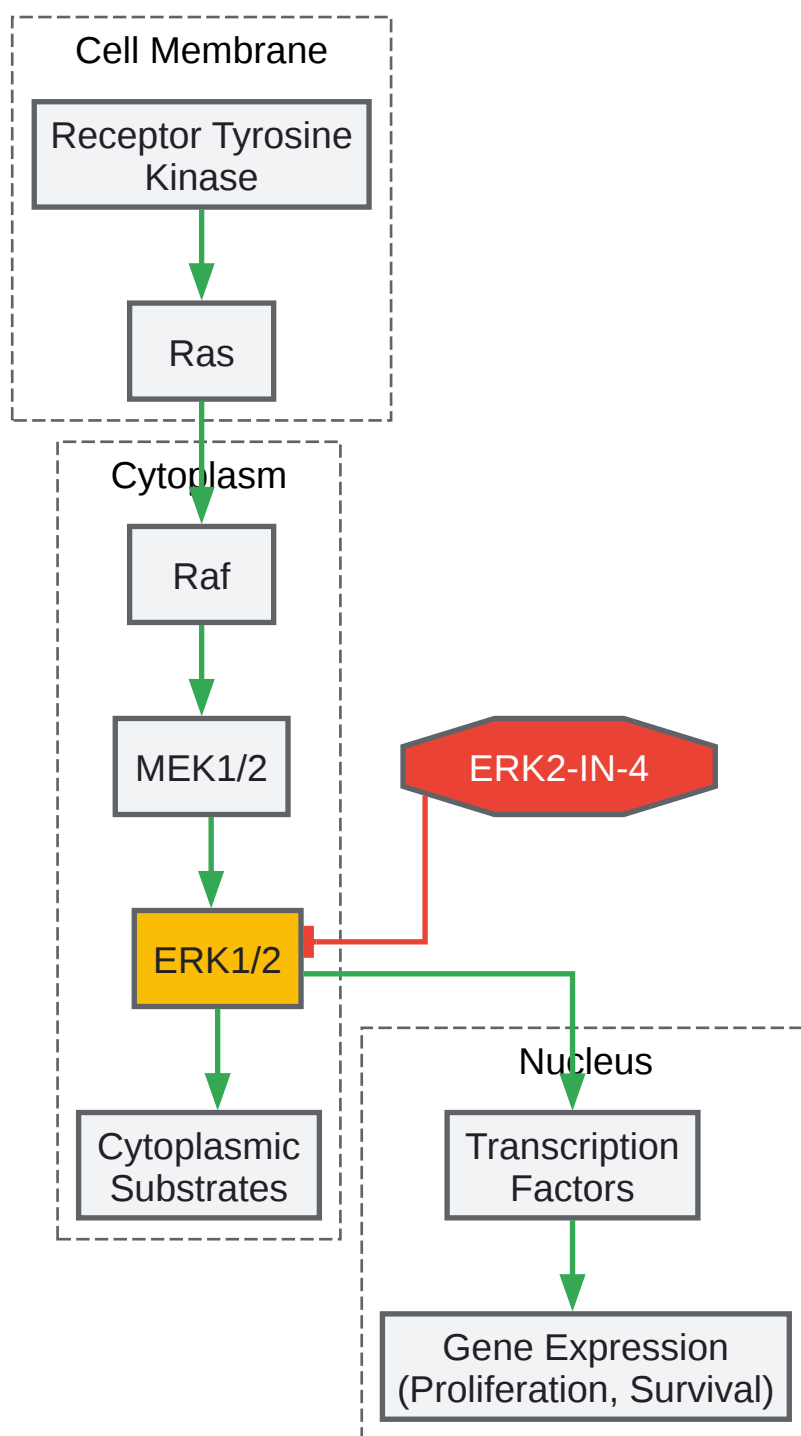 Cell Membrane
Receptor Tyrosine
Kinase
Ras
Cytoplasm
Raf
MEK1/2
ERK2-IN-4
ERK1/2
Nucleus
Cytoplasmic
Substrates
Transcription
Factors
Gene Expression
(Proliferation, Survival)